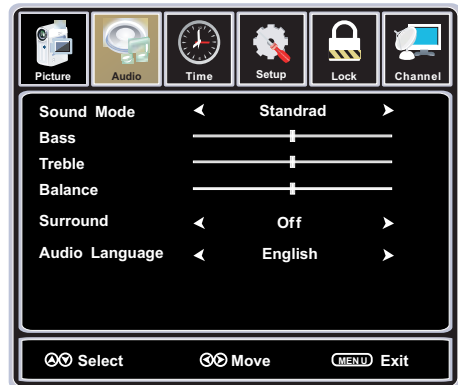 Picture Audio Time Setup Lock Channel
Sound Mode Standrad
Bass
Treble
Balance
Surround Off
Audio Language English
Select Move MENU Exit